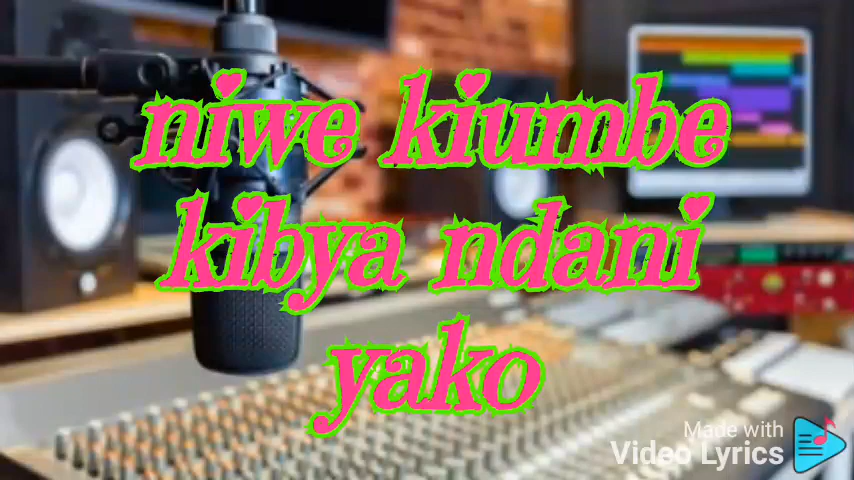 niwe kiumbe
kibya ndani
yako
Made with
Video Lyrics